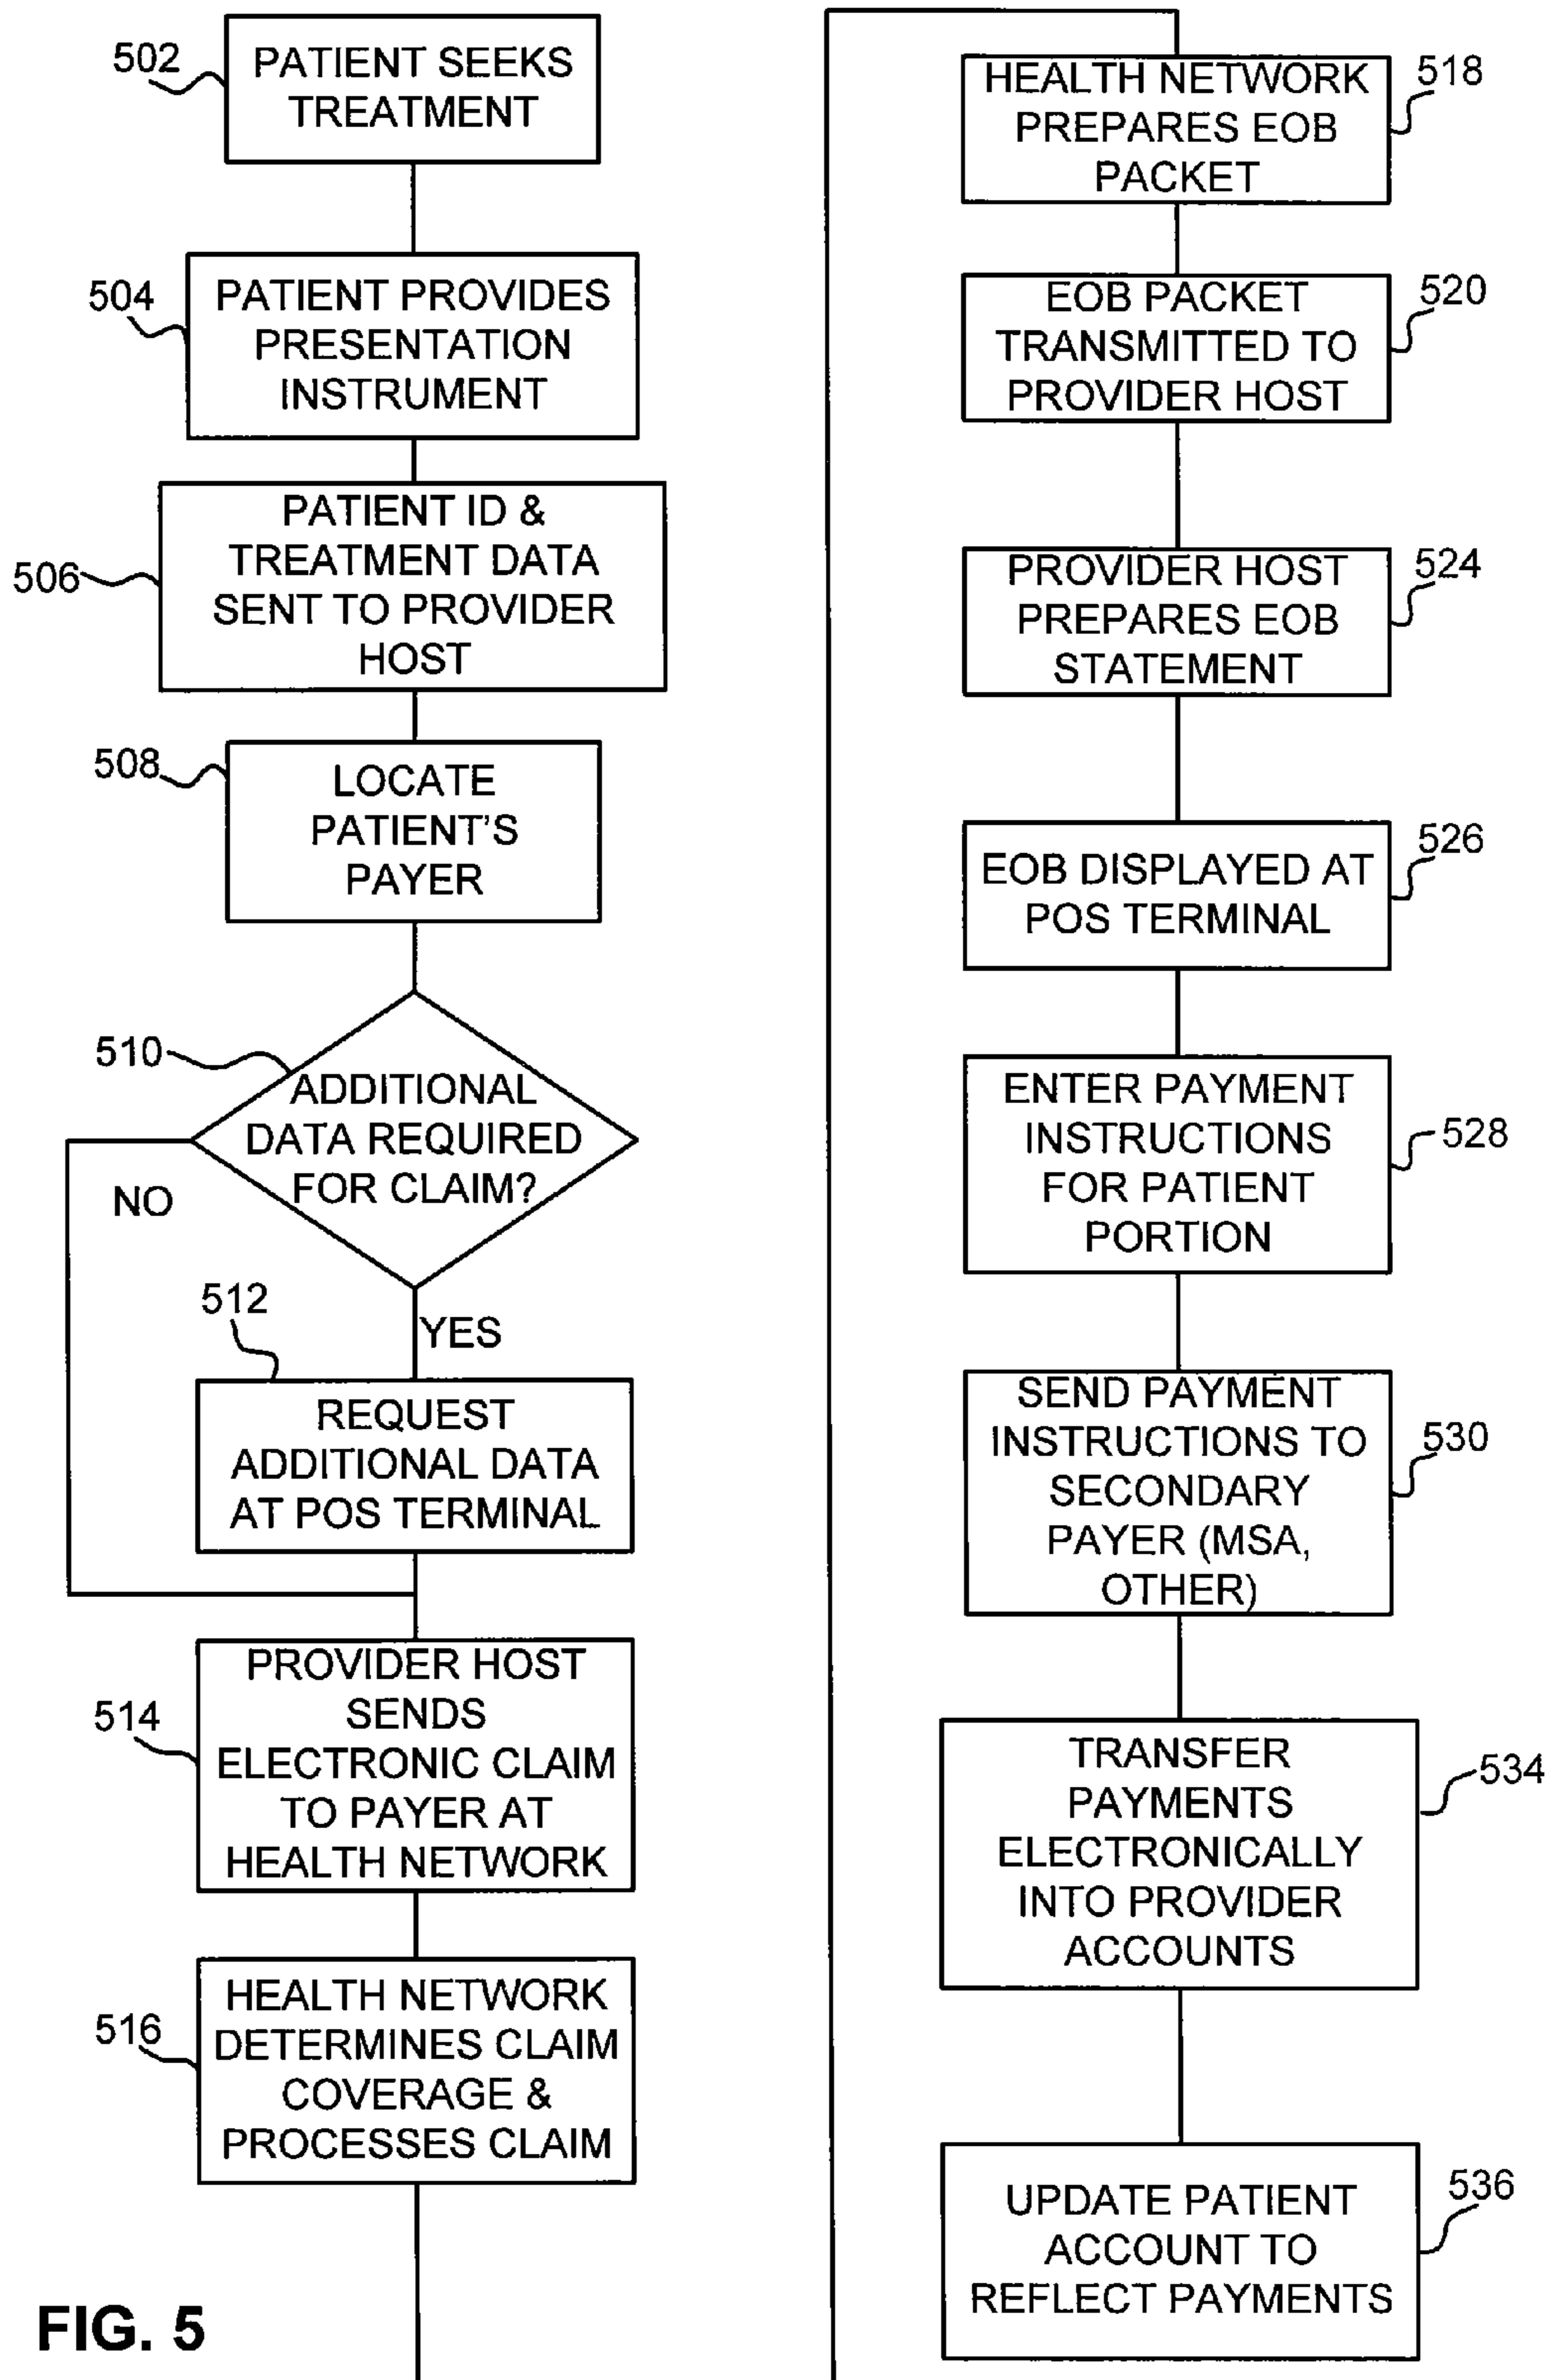 502
PATIENT SEEKS
TREATMENT
504
PATIENT PROVIDES
PRESENTATION
INSTRUMENT
506
PATIENT ID &
TREATMENT DATA
SENT TO PROVIDER
HOST
508
LOCATE
PATIENT'S
PAYER
510
ADDITIONAL
DATA REQUIRED
FOR CLAIM?
NO
YES
512
REQUEST
ADDITIONAL DATA
AT POS TERMINAL
514
PROVIDER HOST
SENDS
ELECTRONIC CLAIM
TO PAYER AT
HEALTH NETWORK
516
HEALTH NETWORK
DETERMINES CLAIM
COVERAGE &
PROCESSES CLAIM
FIG. 5
518
HEALTH NETWORK
PREPARES EOB
PACKET
520
EOB PACKET
TRANSMITTED TO
PROVIDER HOST
524
PROVIDER HOST
PREPARES EOB
STATEMENT
526
EOB DISPLAYED AT
POS TERMINAL
528
ENTER PAYMENT
INSTRUCTIONS
FOR PATIENT
PORTION
530
SEND PAYMENT
INSTRUCTIONS TO
SECONDARY
PAYER (MSA,
OTHER)
534
TRANSFER
PAYMENTS
ELECTRONICALLY
INTO PROVIDER
ACCOUNTS
536
UPDATE PATIENT
ACCOUNT TO
REFLECT PAYMENTS